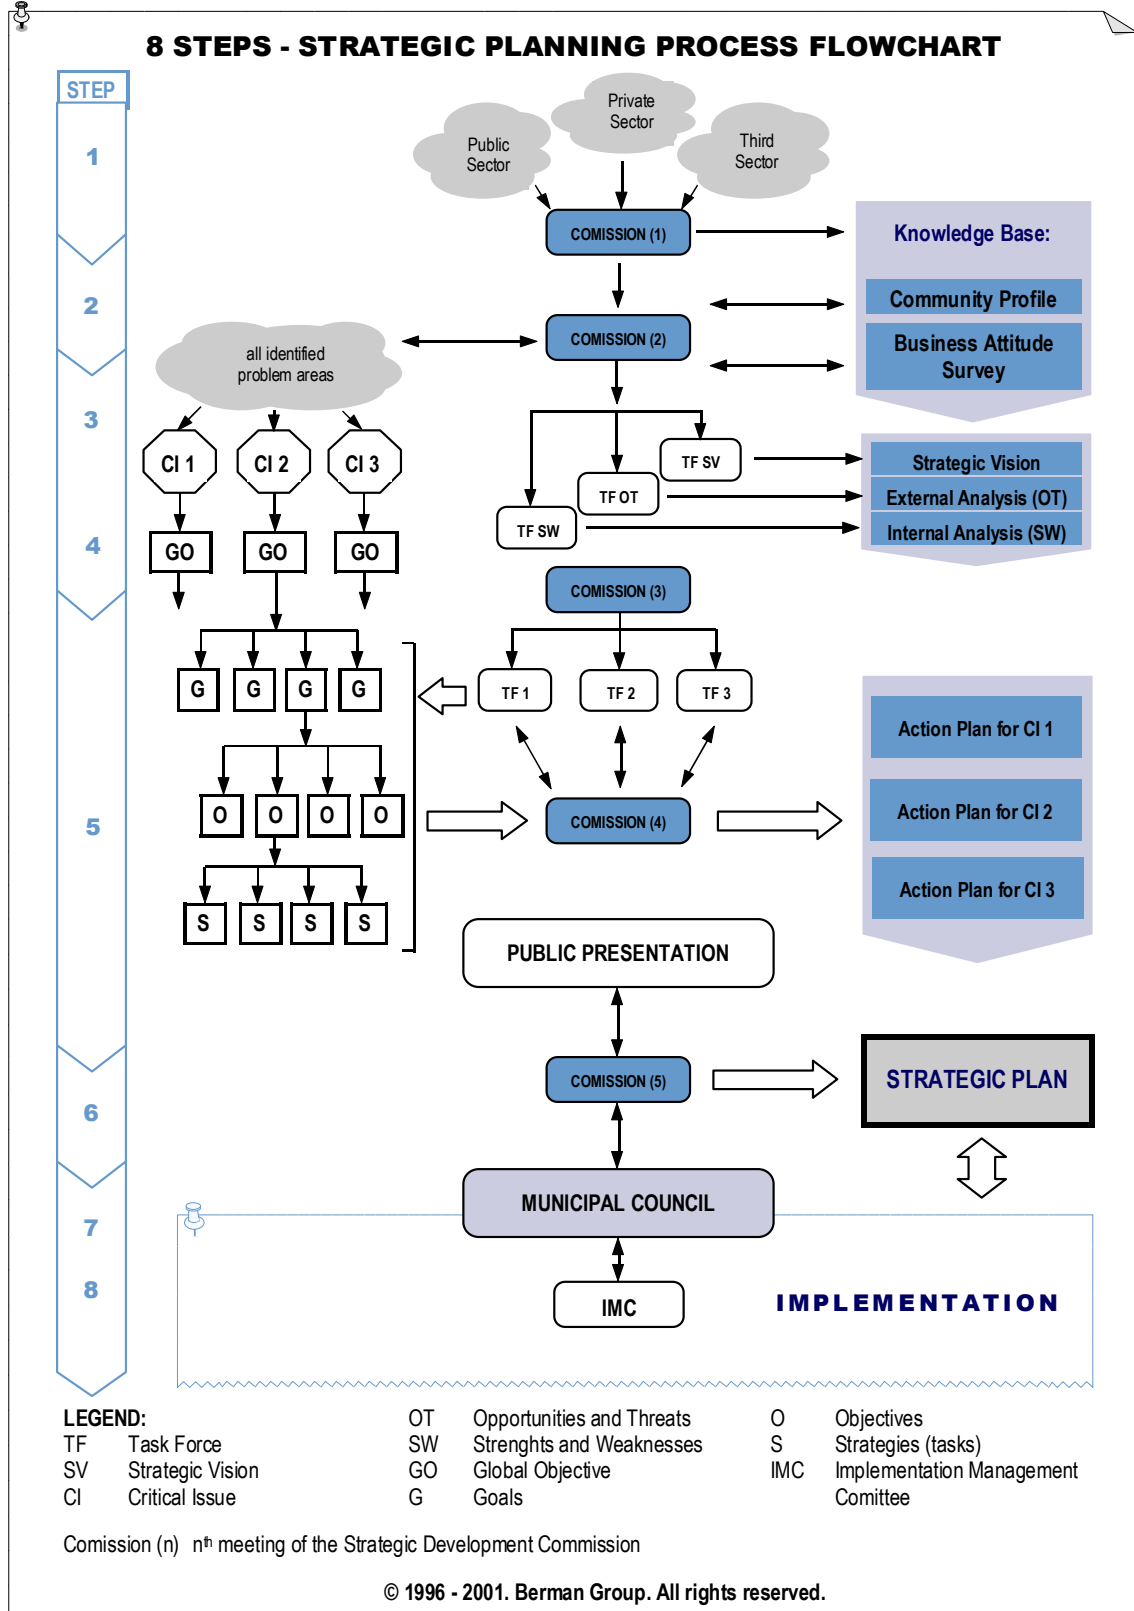 8 STEPS - STRATEGIC PLANNING PROCESS FLOWCHART
STEP
1
2
3
4
5
6
7
8
Public
Sector
Private
Sector
Third
Sector
COMISSION (1)
Knowledge Base:
Community Profile
Business Attitude
Survey
COMISSION (2)
all identified
problem areas
CI 1
CI 2
CI 3
TF SV
TF OT
TF SW
Strategic Vision
External Analysis (OT)
Internal Analysis (SW)
GO
GO
GO
COMISSION (3)
G
G
G
G
TF 1
TF 2
TF 3
Action Plan for CI 1
Action Plan for CI 2
Action Plan for CI 3
O
O
O
O
COMISSION (4)
S
S
S
S
PUBLIC PRESENTATION
COMISSION (5)
STRATEGIC PLAN
MUNICIPAL COUNCIL
IMC
IMPLEMENTATION
LEGEND:
TF Task Force
SV Strategic Vision
CI Critical Issue
OT Opportunities and Threats
SW Strenghts and Weaknesses
GO Global Objective
G Goals
O Objectives
S Strategies (tasks)
IMC Implementation Management
Comittee
Comission (n) nth meeting of the Strategic Development Commission
© 1996 - 2001. Berman Group. All rights reserved.